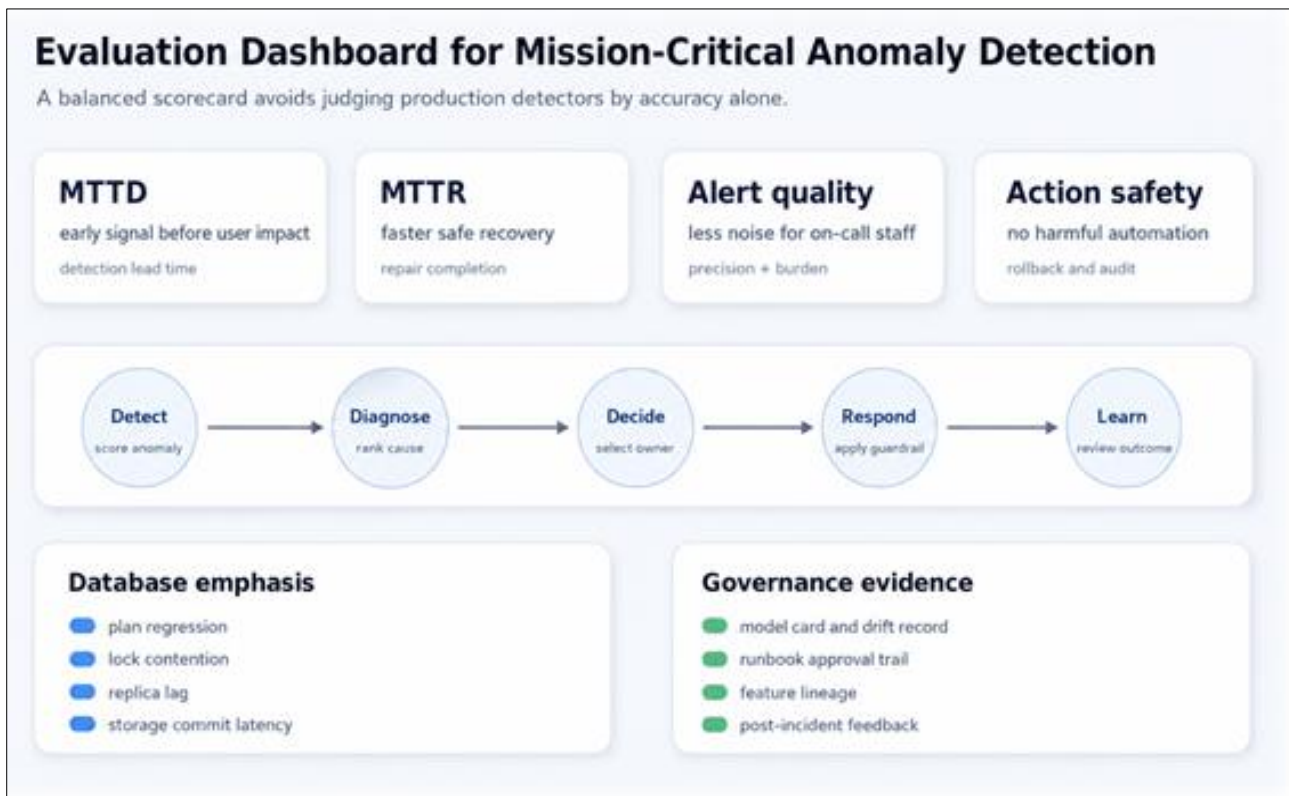 Evaluation Dashboard for Mission-Critical Anomaly Detection
A balanced scorecard avoids judging production detectors by accuracy alone.
MTTD
early signal before user impact
detection lead time
MTTR
faster safe recovery
repair completion
Alert quality
less noise for on-call staff
precision + burden
Action safety
no harmful automation
rollback and audit
Detect
score anomaly
Diagnose
rank cause
Decide
select owner
Respond
apply guardrail
Learn
review outcome
Database emphasis
plan regression
lock contention
replica lag
storage commit latency
Governance evidence
model card and drift record
runbook approval trail
feature lineage
post-incident feedback